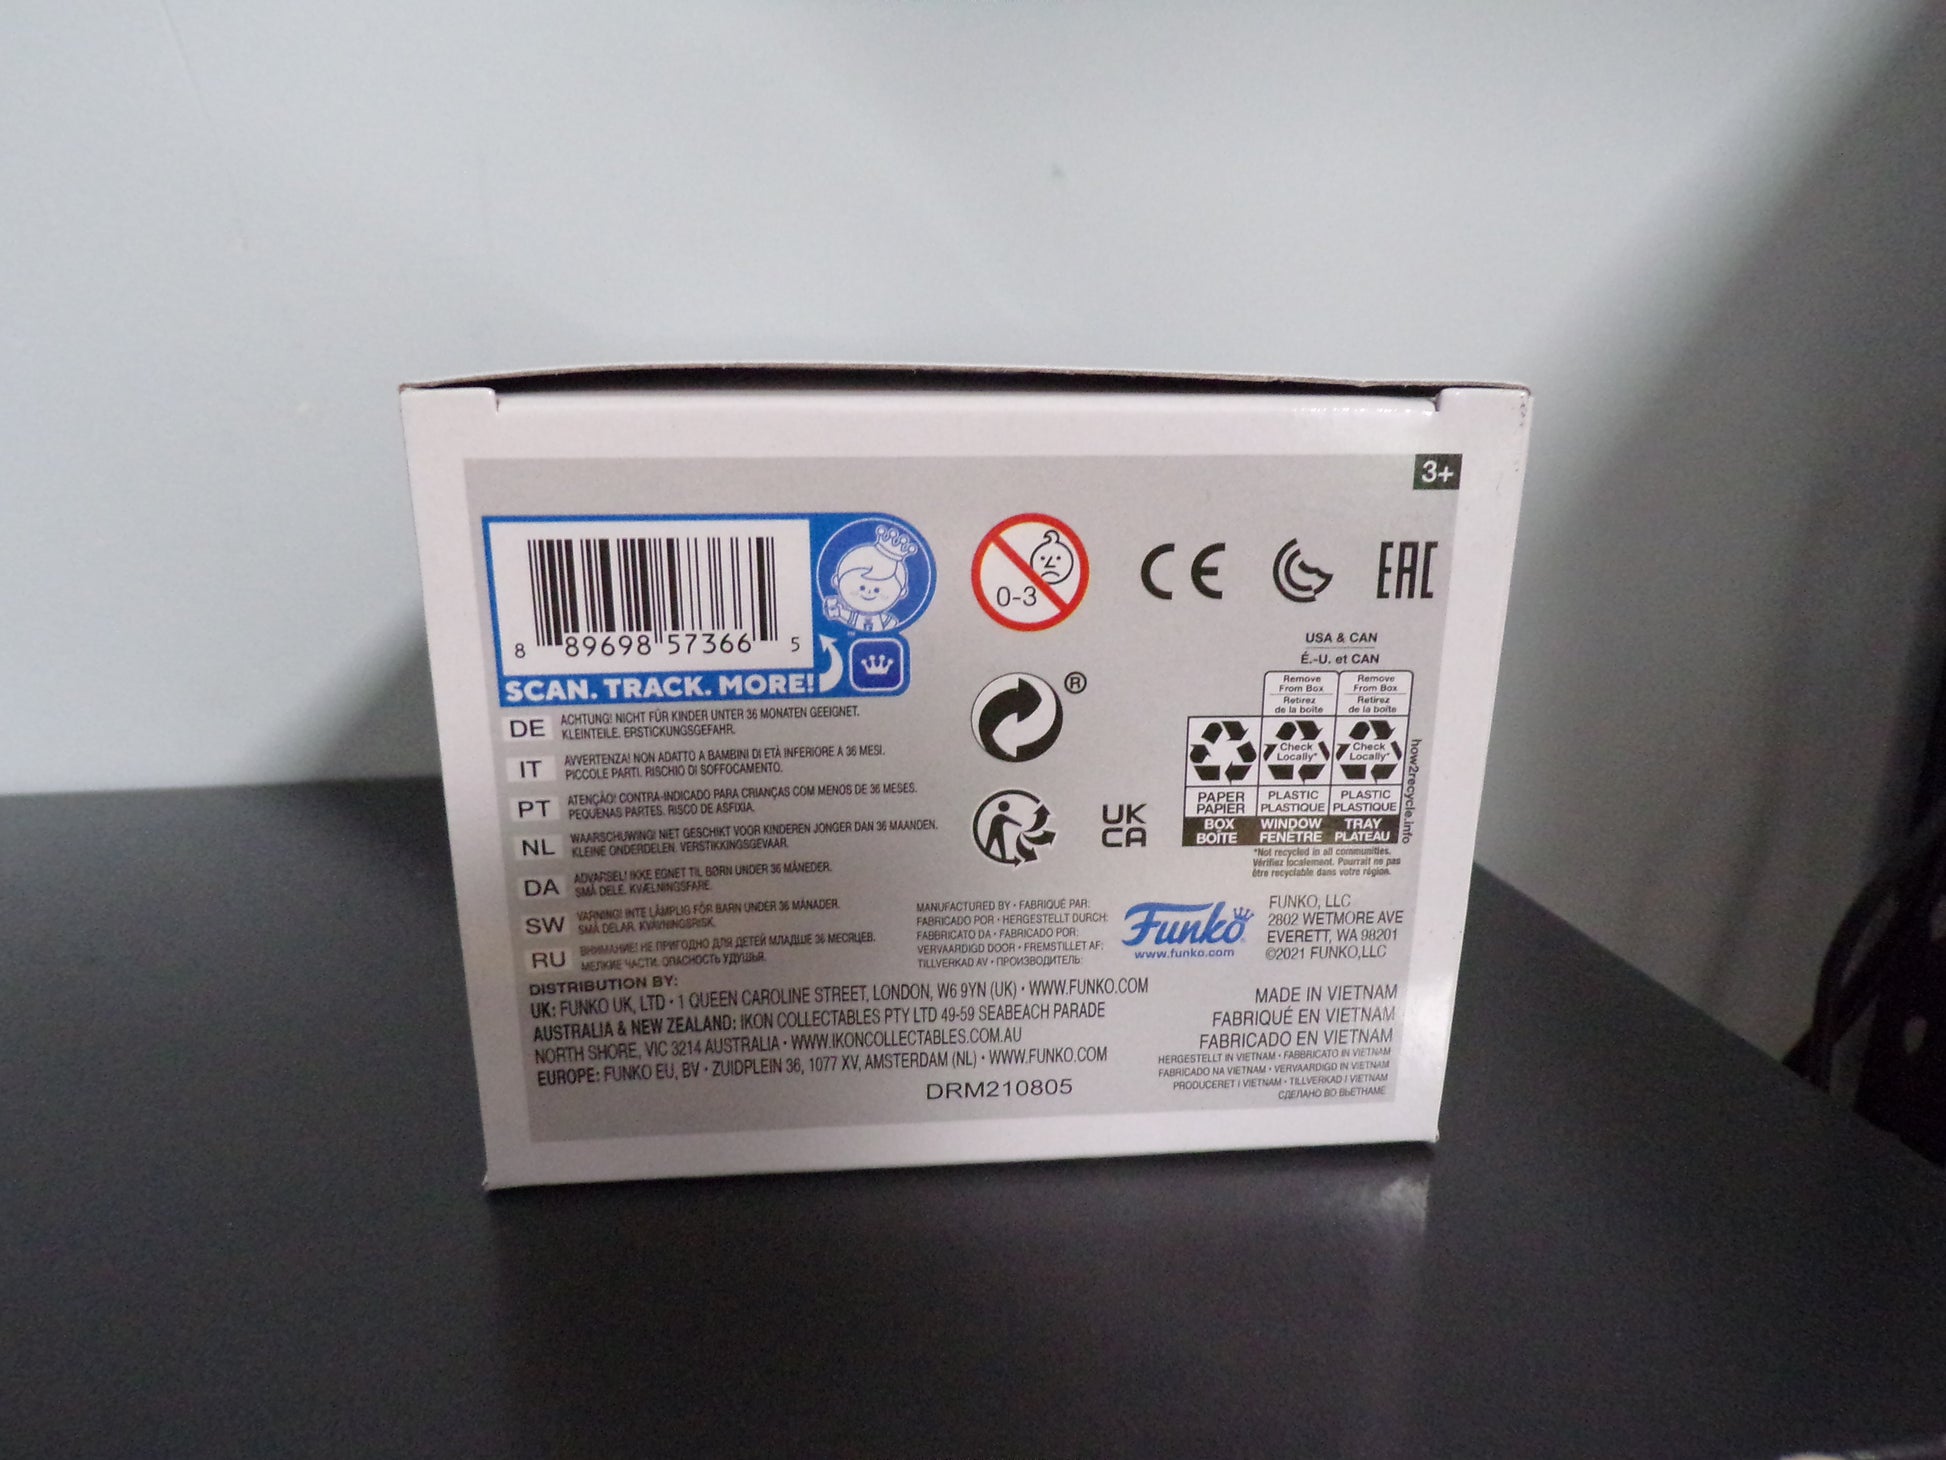 3+
8 89698 57366 5
SCAN. TRACK. MORE!
0-3
CE
EAC
USA & CAN
É.-U. et CAN
Remove
From Box
Retirez
de la boîte
Remove
From Box
Retirez
de la boîte
Check
Locally*
Check
Locally*
PAPER
PAPIER
PLASTIC
PLASTIQUE
PLASTIC
PLASTIQUE
BOX
BOÎTE
WINDOW
FENÊTRE
TRAY
PLATEAU
how2recycle.info
*Not recycled in all communities.
Vérifiez localement. Pourrait ne pas
être recyclable dans votre région.
®
UK
CA
DE ACHTUNG! NICHT FÜR KINDER UNTER 36 MONATEN GEEIGNET.
KLEINTEILE. ERSTICKUNGSGEFAHR.
IT AVVERTENZA! NON ADATTO A BAMBINI DI ETÀ INFERIORE A 36 MESI.
PICCOLE PARTI. RISCHIO DI SOFFOCAMENTO.
PT ATENÇÃO! CONTRA-INDICADO PARA CRIANÇAS COM MENOS DE 36 MESES.
PEQUENAS PARTES. RISCO DE ASFIXIA.
NL WAARSCHUWING! NIET GESCHIKT VOOR KINDEREN JONGER DAN 36 MAANDEN.
KLEINE ONDERDELEN. VERSTIKKINGSGEVAAR.
DA ADVARSEL! IKKE EGNET TIL BØRN UNDER 36 MÅNEDER.
SMÅ DELE. KVÆLNINGSFARE.
SW VARNING! INTE LÄMPLIG FÖR BARN UNDER 36 MÅNADER.
SMÅ DELAR. KVÄVNINGSRISK.
RU ВНИМАНИЕ! НЕ ПРИГОДНО ДЛЯ ДЕТЕЙ МЛАДШЕ 36 МЕСЯЦЕВ.
МЕЛКИЕ ЧАСТИ. ОПАСНОСТЬ УДУШЬЯ.
MANUFACTURED BY • FABRIQUÉ PAR:
FABRICADO POR • HERGESTELLT DURCH:
FABBRICATO DA • FABRICADO POR:
VERVAARDIGD DOOR • FREMSTILLET AF:
TILLVERKAD AV • ПРОИЗВОДИТЕЛЬ:
Funko
www.funko.com
FUNKO, LLC
2802 WETMORE AVE
EVERETT, WA 98201
©2021 FUNKO,LLC
DISTRIBUTION BY:
UK: FUNKO UK, LTD • 1 QUEEN CAROLINE STREET, LONDON, W6 9YN (UK) • WWW.FUNKO.COM
AUSTRALIA & NEW ZEALAND: IKON COLLECTABLES PTY LTD 49-59 SEABEACH PARADE
NORTH SHORE, VIC 3214 AUSTRALIA • WWW.IKONCOLLECTABLES.COM.AU
EUROPE: FUNKO EU, BV • ZUIDPLEIN 36, 1077 XV, AMSTERDAM (NL) • WWW.FUNKO.COM
DRM210805
MADE IN VIETNAM
FABRIQUÉ EN VIETNAM
FABRICADO EN VIETNAM
HERGESTELLT IN VIETNAM • FABBRICATO IN VIETNAM
FABRICADO NA VIETNAM • VERVAARDIGD IN VIETNAM
PRODUCERET I VIETNAM • TILLVERKAD I VIETNAM
СДЕЛАНО ВО ВЬЕТНАМЕ